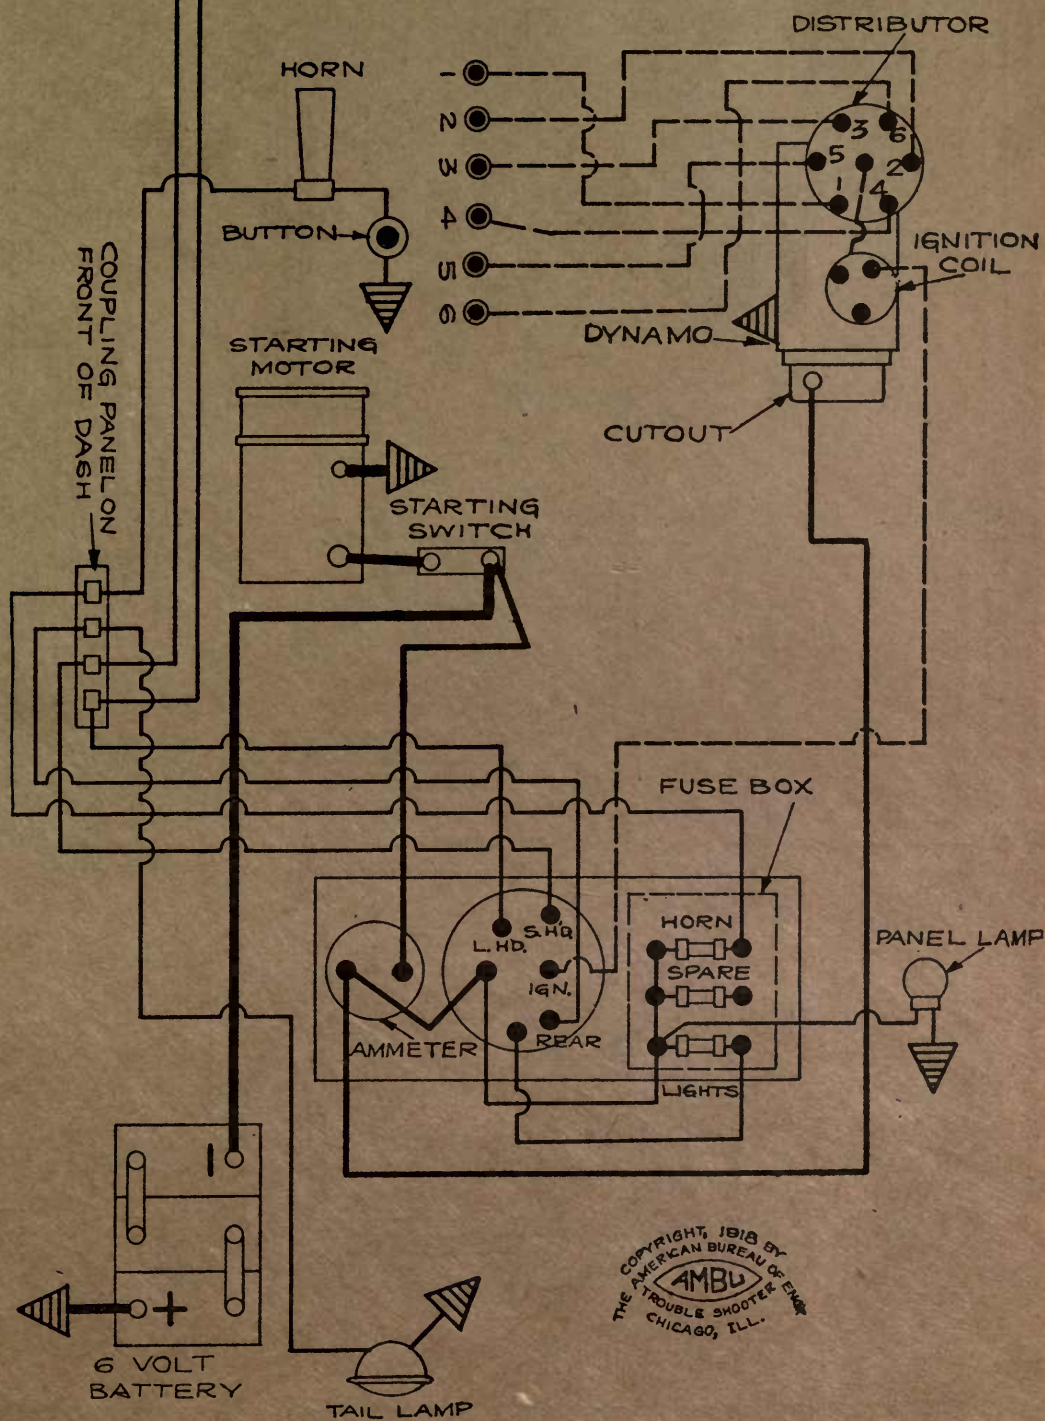 DISTRIBUTOR
HORN
1
2
3
4
5
6
3
6
5
2
1
4
BUTTON
IGNITION
COIL
COUPLING PANEL ON
FRONT OF DASH
DYNAMO
STARTING
MOTOR
CUTOUT
STARTING
SWITCH
FUSE BOX
HORN
S.H'D.
L. HD.
PANEL LAMP
SPARE
IGN.
AMMETER
REAR
LIGHTS
–
+
6 VOLT
BATTERY
TAIL LAMP
COPYRIGHT, 1918 BY
THE AMERICAN BUREAU OF ENG'R
AMBU
TROUBLE SHOOTER
CHICAGO, ILL.